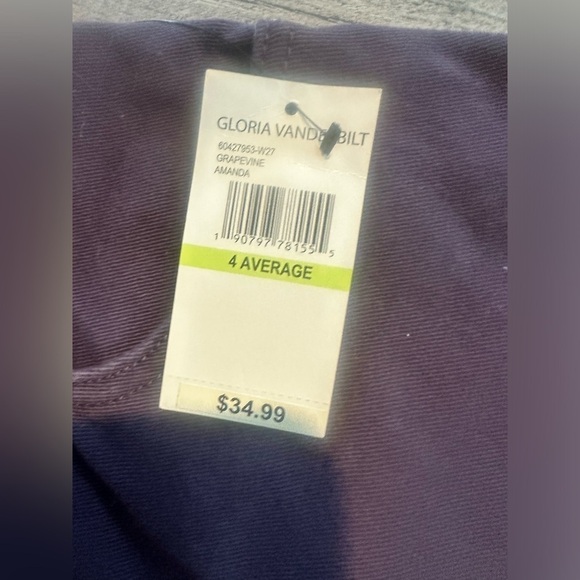 GLORIA VANDERBILT
60427953-W27
GRAPEVINE
AMANDA
1 90797 78155 5
4 AVERAGE
$34.99